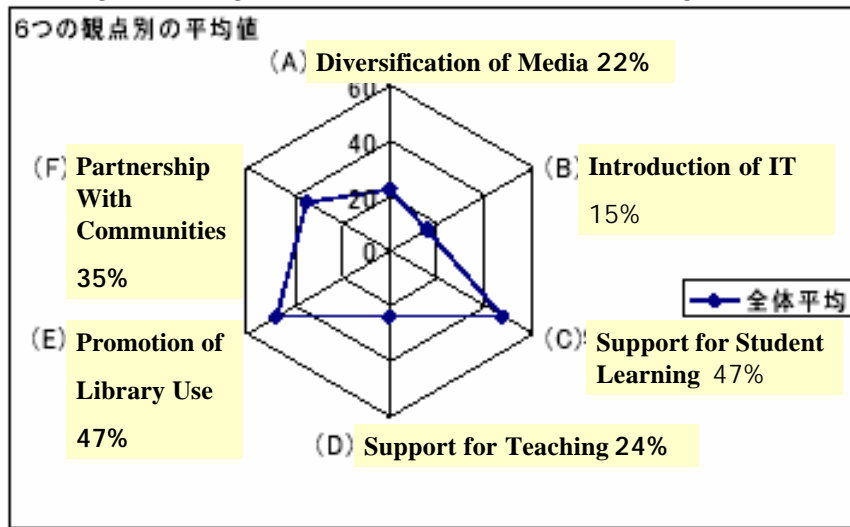 6つの観点別の平均値
(A) Diversification of Media 22%
60
40
20
0
(B) Introduction of IT
15%
(C) Support for Student
Learning 47%
(D) Support for Teaching 24%
(E) Promotion of
Library Use
47%
(F) Partnership
With
Communities
35%
全体平均